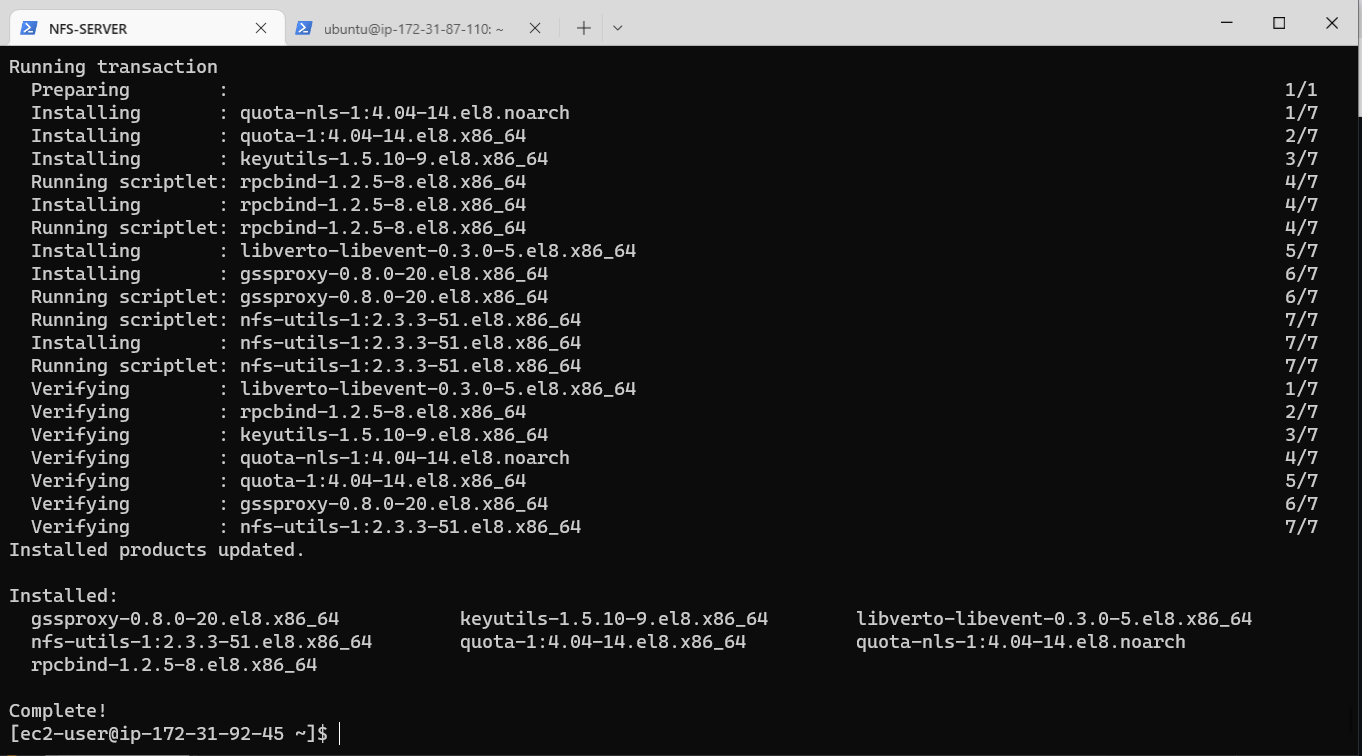 NFS-SERVER ubuntu@ip-172-31-87-110: ~
Running transaction
Preparing : 1/1
Installing : quota-nls-1:4.04-14.el8.noarch 1/7
Installing : quota-1:4.04-14.el8.x86_64 2/7
Installing : keyutils-1.5.10-9.el8.x86_64 3/7
Running scriptlet: rpcbind-1.2.5-8.el8.x86_64 4/7
Installing : rpcbind-1.2.5-8.el8.x86_64 4/7
Running scriptlet: rpcbind-1.2.5-8.el8.x86_64 4/7
Installing : libverto-libevent-0.3.0-5.el8.x86_64 5/7
Installing : gssproxy-0.8.0-20.el8.x86_64 6/7
Running scriptlet: gssproxy-0.8.0-20.el8.x86_64 6/7
Running scriptlet: nfs-utils-1:2.3.3-51.el8.x86_64 7/7
Installing : nfs-utils-1:2.3.3-51.el8.x86_64 7/7
Running scriptlet: nfs-utils-1:2.3.3-51.el8.x86_64 7/7
Verifying : libverto-libevent-0.3.0-5.el8.x86_64 1/7
Verifying : rpcbind-1.2.5-8.el8.x86_64 2/7
Verifying : keyutils-1.5.10-9.el8.x86_64 3/7
Verifying : quota-nls-1:4.04-14.el8.noarch 4/7
Verifying : quota-1:4.04-14.el8.x86_64 5/7
Verifying : gssproxy-0.8.0-20.el8.x86_64 6/7
Verifying : nfs-utils-1:2.3.3-51.el8.x86_64 7/7
Installed products updated.
Installed:
gssproxy-0.8.0-20.el8.x86_64 keyutils-1.5.10-9.el8.x86_64 libverto-libevent-0.3.0-5.el8.x86_64
nfs-utils-1:2.3.3-51.el8.x86_64 quota-1:4.04-14.el8.x86_64 quota-nls-1:4.04-14.el8.noarch
rpcbind-1.2.5-8.el8.x86_64
Complete!
[ec2-user@ip-172-31-92-45 ~]$